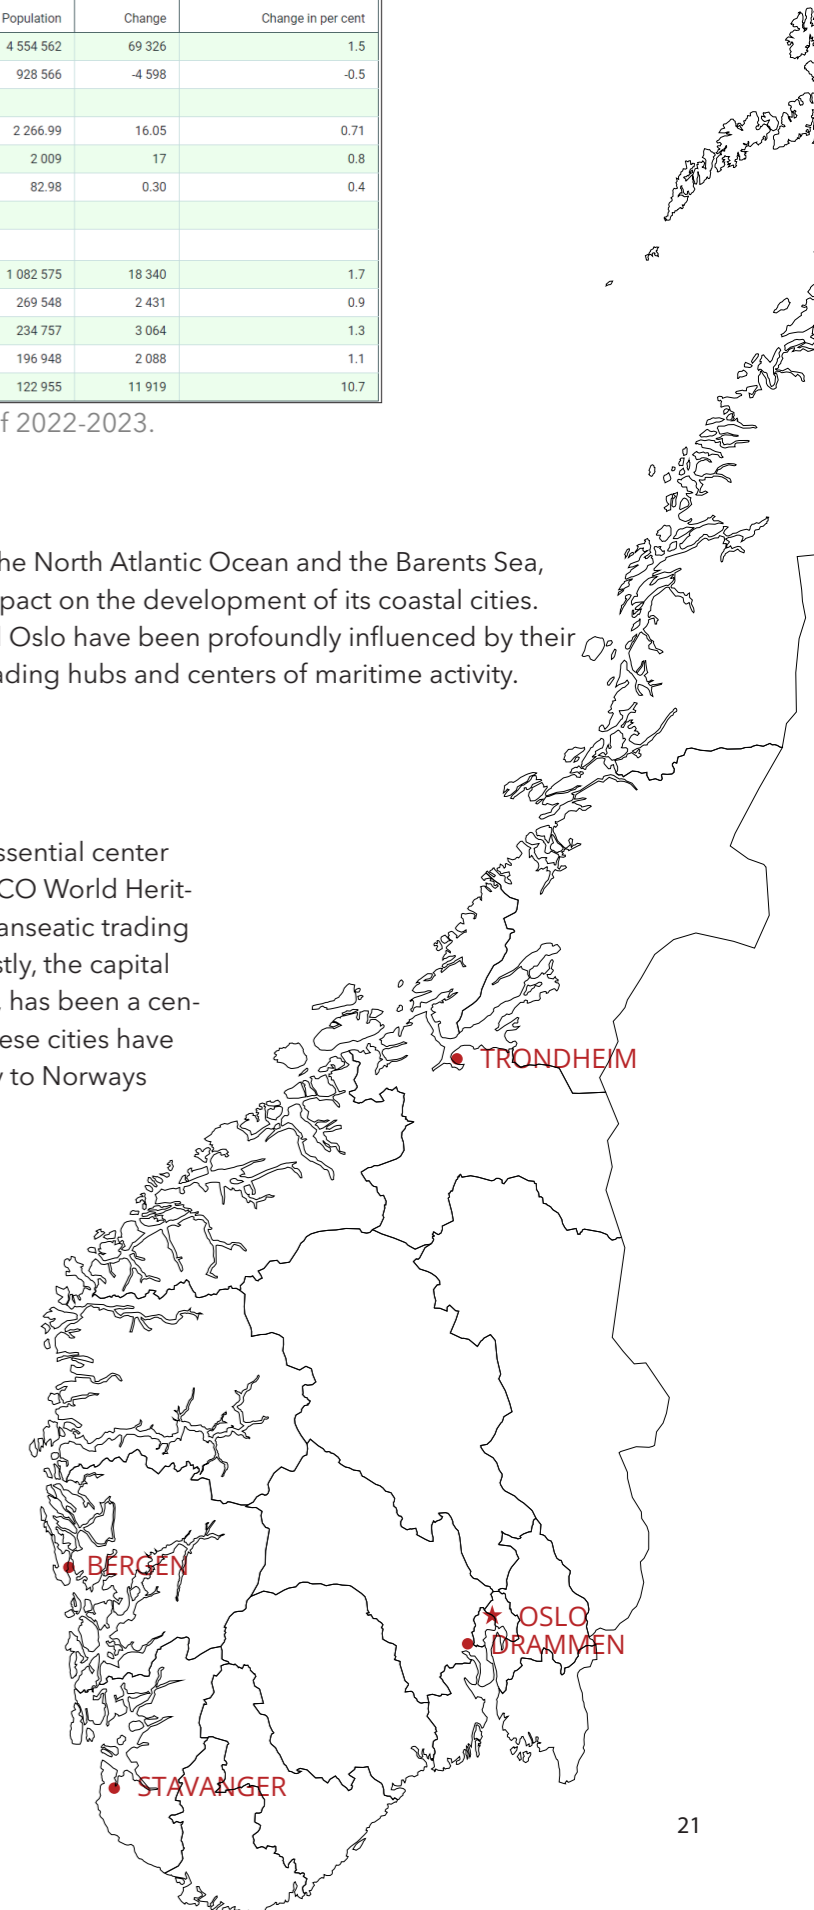 Population Change Change in per cent
4 554 562 69 326 1.5
928 566 -4 598 -0.5
2 266.99 16.05 0.71
2 009 17 0.8
82.98 0.30 0.4
1 082 575 18 340 1.7
269 548 2 431 0.9
234 757 3 064 1.3
196 948 2 088 1.1
122 955 11 919 10.7
f 2022-2023.
he North Atlantic Ocean and the Barents Sea,
pact on the development of its coastal cities.
Oslo have been profoundly influenced by their
ading hubs and centers of maritime activity.
ssential center
CO World Herit-
anseatic trading
stly, the capital
has been a cen-
ese cities have
y to Norways
TRONDHEIM
BERGEN
OSLO
DRAMMEN
STAVANGER
21